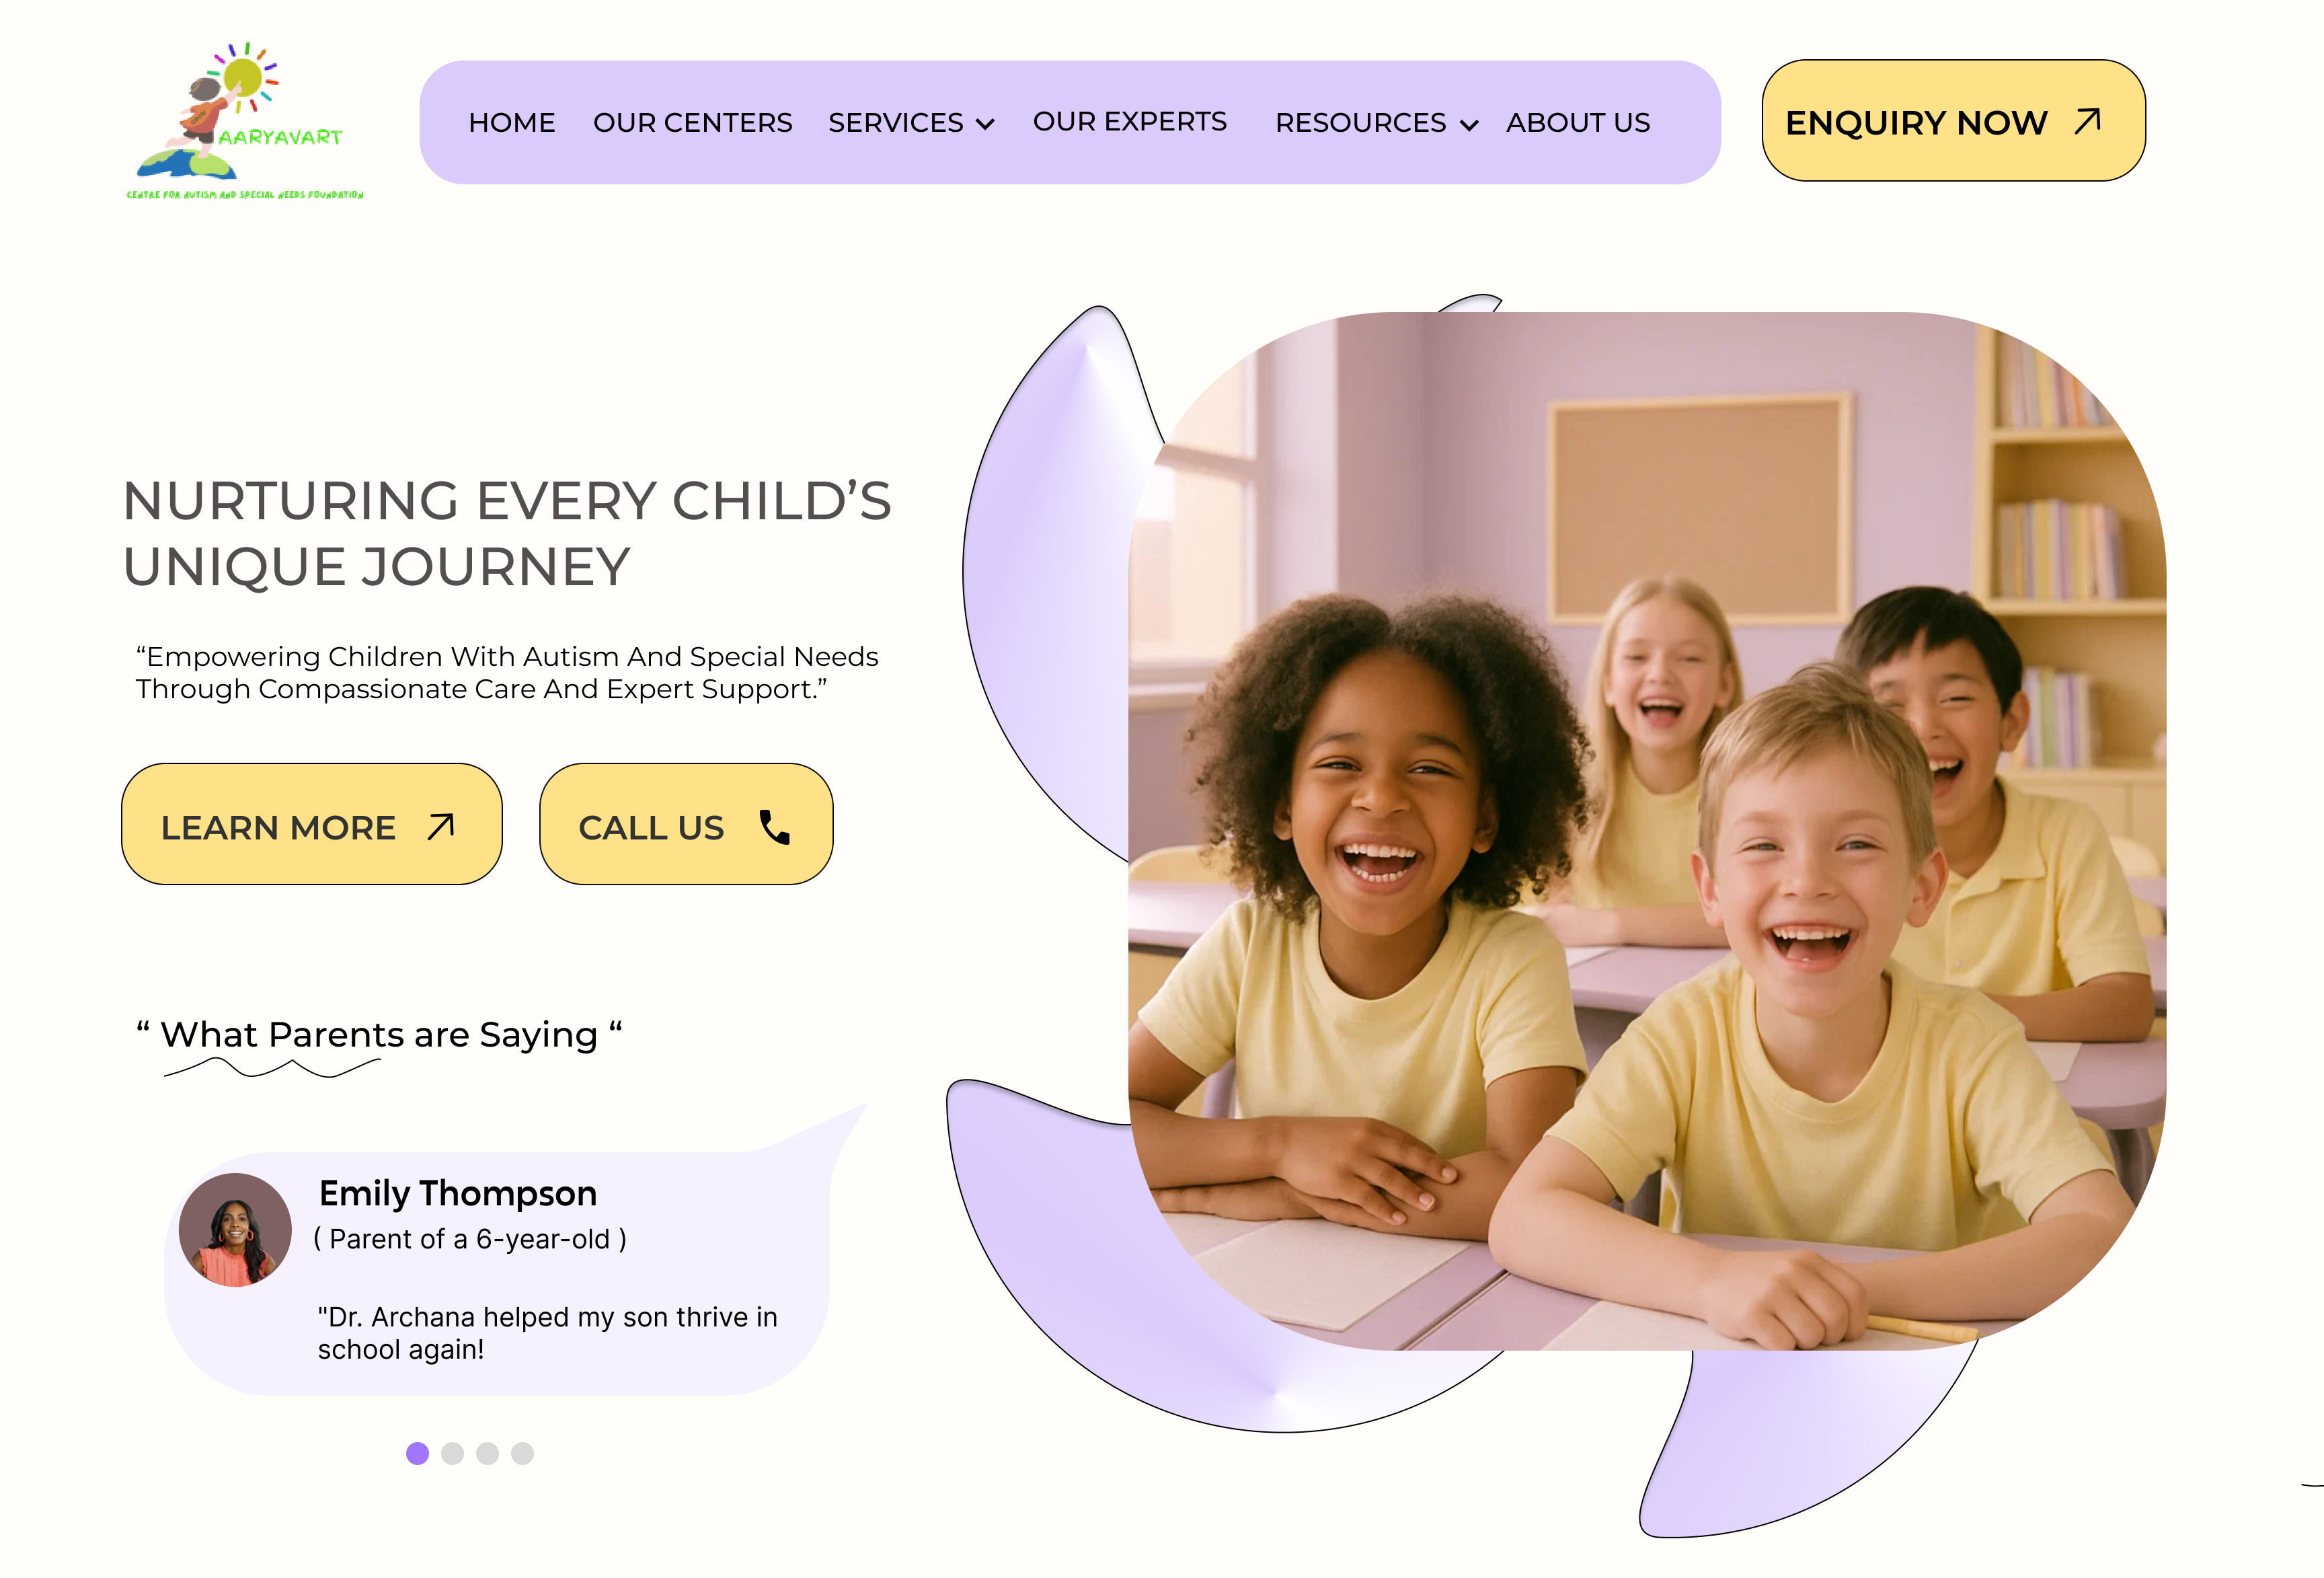 AARYAVART
CENTRE FOR AUTISM AND SPECIAL NEEDS FOUNDATION
HOME OUR CENTERS SERVICES OUR EXPERTS RESOURCES ABOUT US
ENQUIRY NOW
NURTURING EVERY CHILD’S
UNIQUE JOURNEY
“Empowering Children With Autism And Special Needs
Through Compassionate Care And Expert Support.”
LEARN MORE
CALL US
“ What Parents are Saying “
Emily Thompson
( Parent of a 6-year-old )
"Dr. Archana helped my son thrive in
school again!